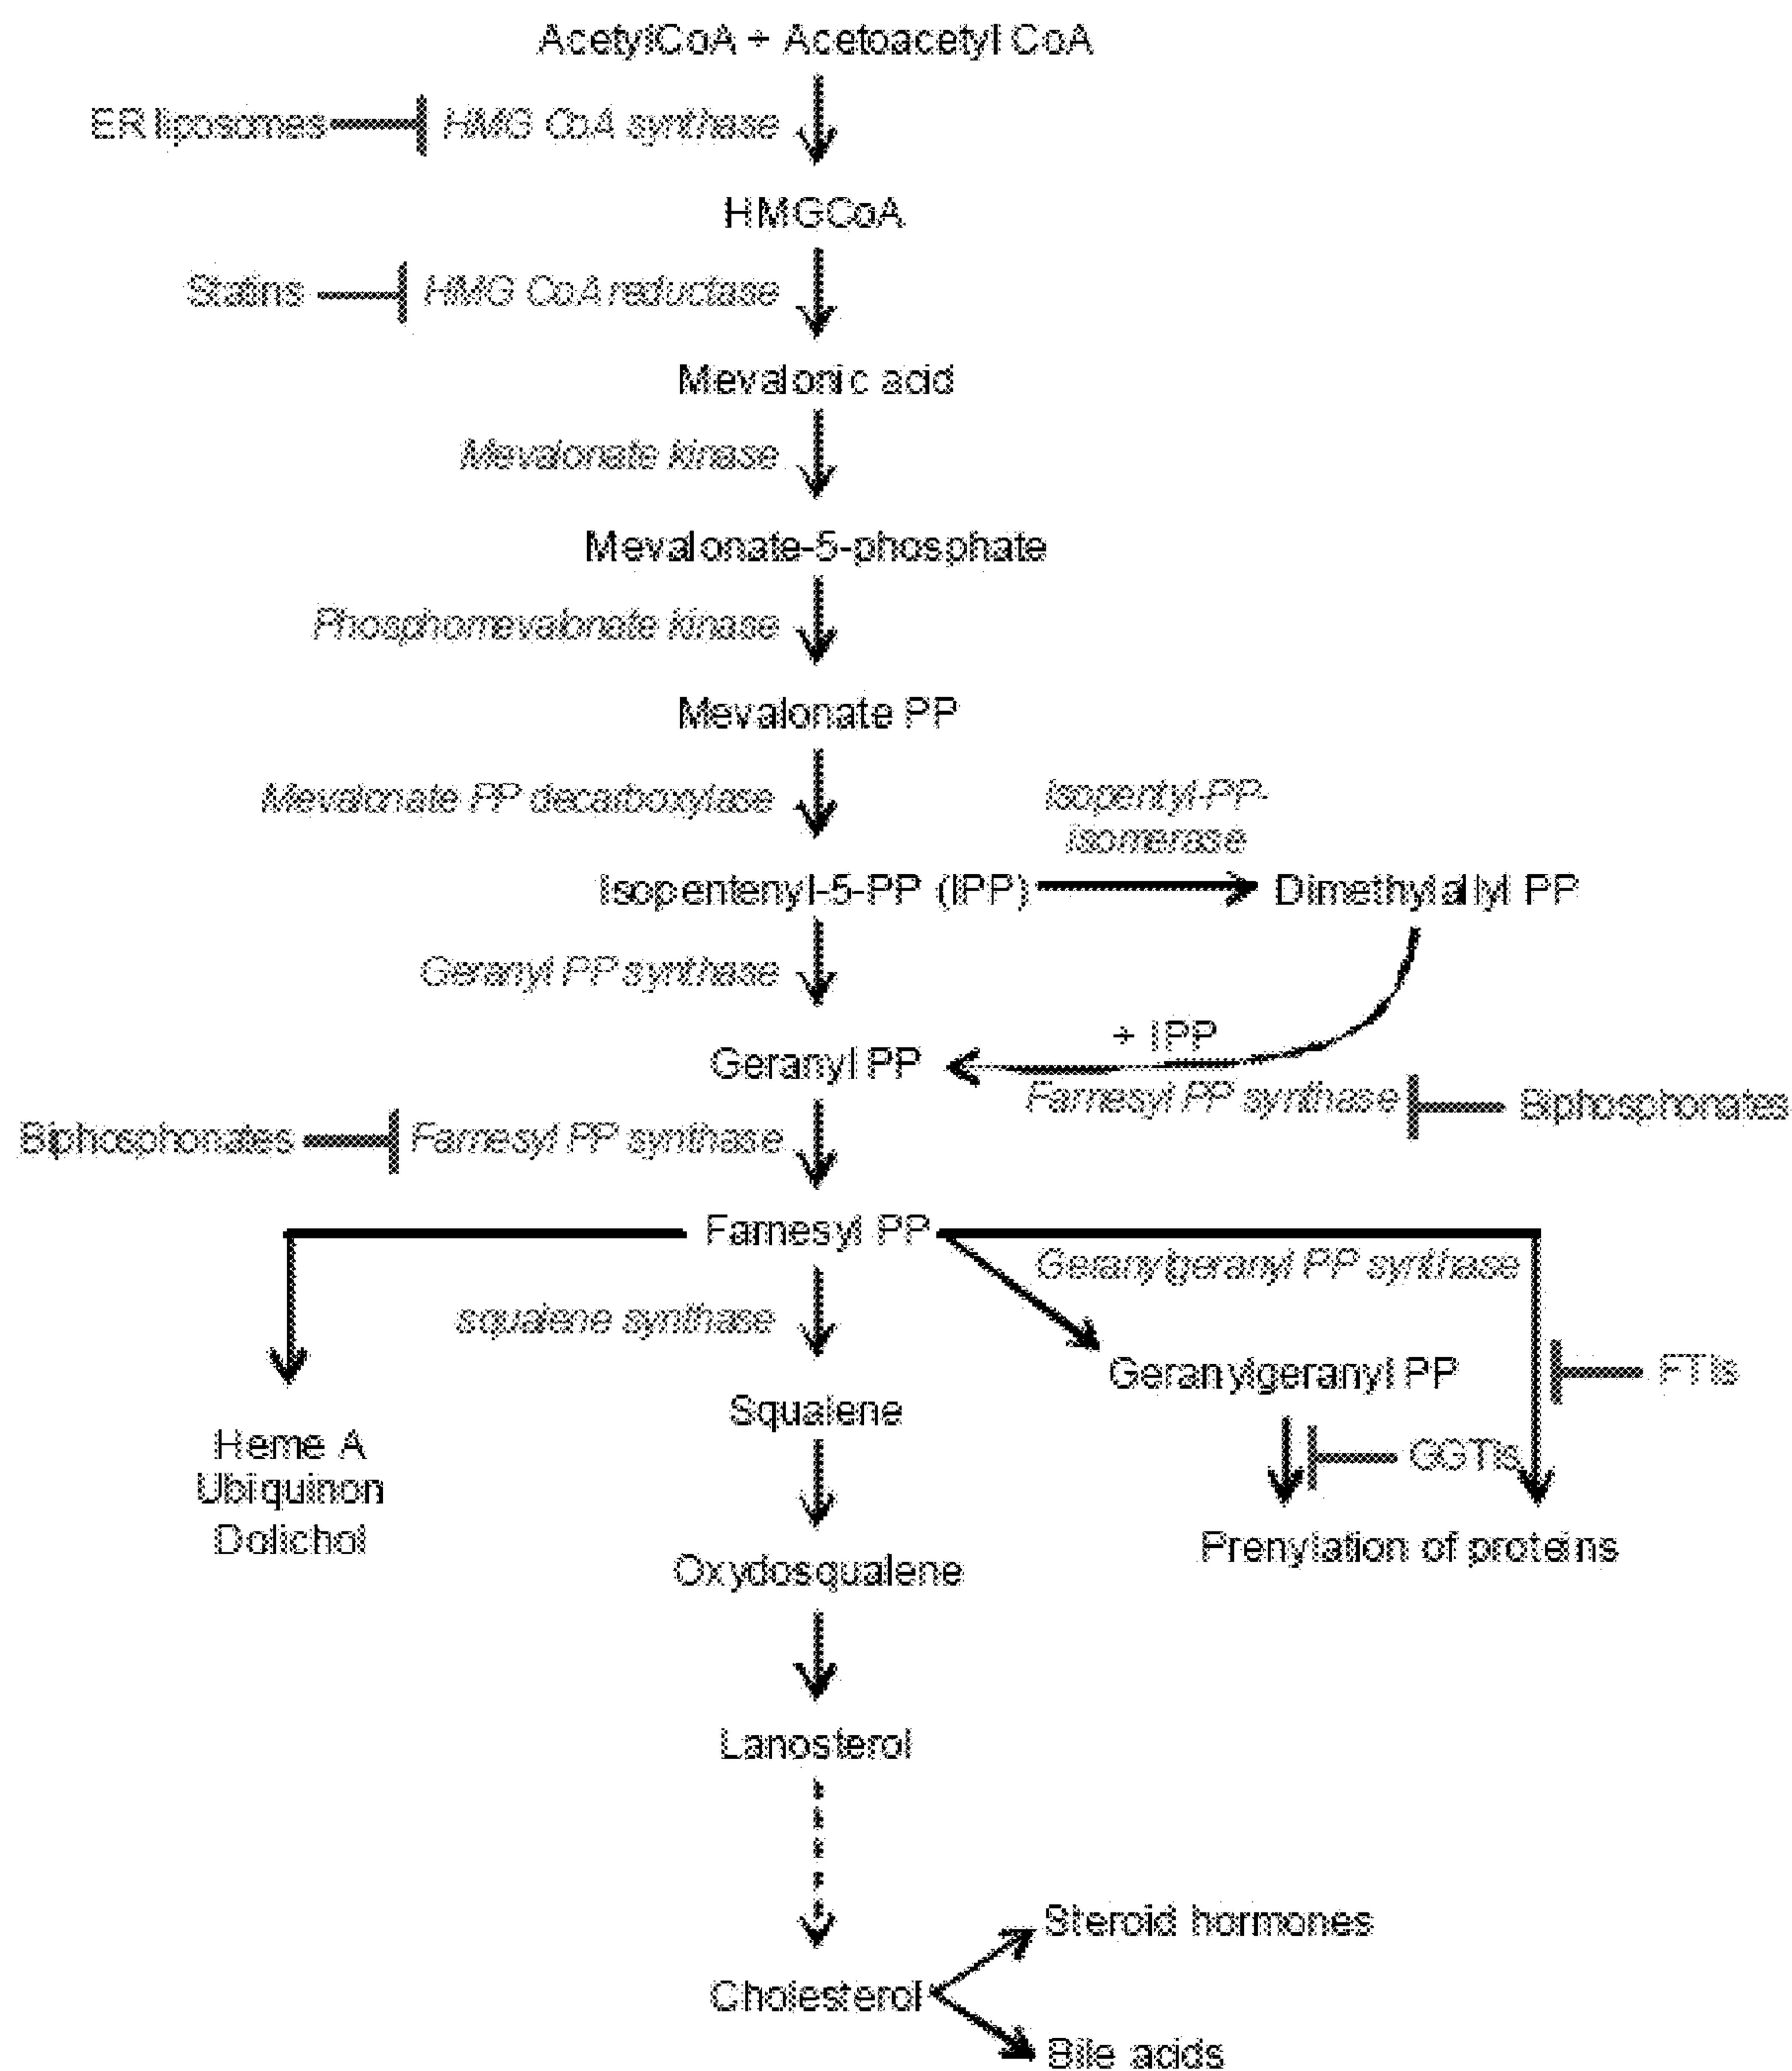 AcetylCoA + Acetoacetyl CoA
ER liposomes
HMG CoA synthase
HMGCoA
Statins
HMG CoA reductase
Mevalonic acid
Mevalonate kinase
Mevalonate-5-phosphate
Phosphomevalonate kinase
Mevalonate PP
Mevalonate PP decarboxylase
Isopentyl-PP-
isomerase
Isopentenyl-5-PP (IPP)
Dimethylallyl PP
Geranyl PP synthase
+ IPP
Geranyl PP
Farnesyl PP synthase
Biphosphonates
Biphosphonates
Farnesyl PP synthase
Farnesyl PP
Geranylgeranyl PP synthase
squalene synthase
Geranylgeranyl PP
FTIs
Squalene
Heme A
GGTIs
Ubiquinon
Dolichol
Prenylation of proteins
Oxydosqualene
Lanosterol
Steroid hormones
Cholesterol
Bile acids